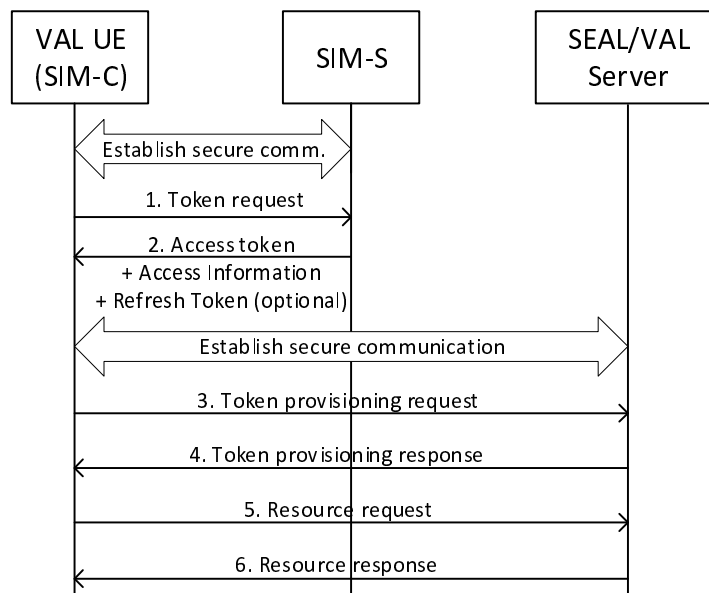 VAL UE
(SIM-C)
SIM-S
SEAL/VAL
Server
Establish secure comm.
1. Token request
2. Access token
+ Access Information
+ Refresh Token (optional)
Establish secure communication
3. Token provisioning request
4. Token provisioning response
5. Resource request
6. Resource response